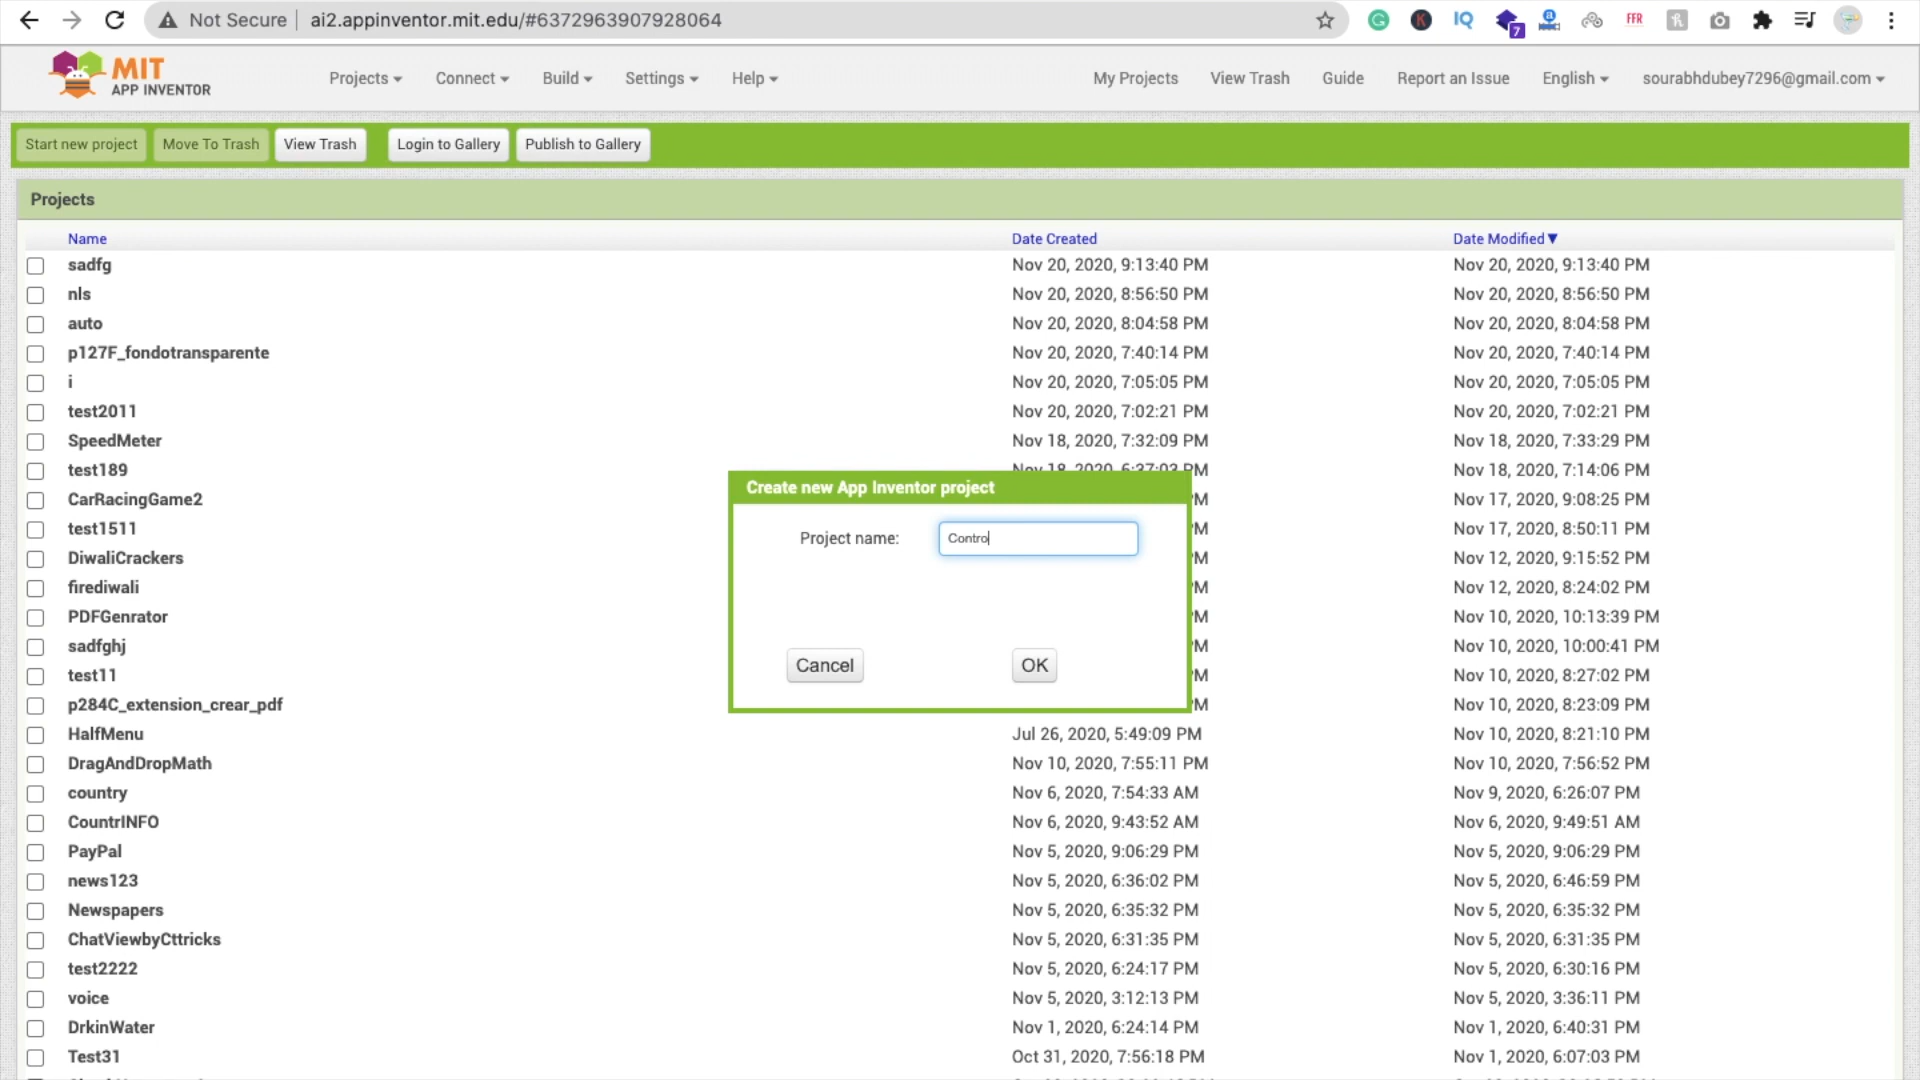 Not Secure ai2.appinventor.mit.edu/#6372963907928064 IQ 7 FFR
MIT
APP INVENTOR
Projects Connect Build Settings Help My Projects View Trash Guide Report an Issue English sourabhdubey7296@gmail.com
Start new project Move To Trash View Trash Login to Gallery Publish to Gallery
Projects
Name Date Created Date Modified
sadfg Nov 20, 2020, 9:13:40 PM Nov 20, 2020, 9:13:40 PM
nls Nov 20, 2020, 8:56:50 PM Nov 20, 2020, 8:56:50 PM
auto Nov 20, 2020, 8:04:58 PM Nov 20, 2020, 8:04:58 PM
p127F_fondotransparente Nov 20, 2020, 7:40:14 PM Nov 20, 2020, 7:40:14 PM
i Nov 20, 2020, 7:05:05 PM Nov 20, 2020, 7:05:05 PM
test2011 Nov 20, 2020, 7:02:21 PM Nov 20, 2020, 7:02:21 PM
SpeedMeter Nov 18, 2020, 7:32:09 PM Nov 18, 2020, 7:33:29 PM
test189 Nov 18, 2020, 6:37:03 PM Nov 18, 2020, 7:14:06 PM
Create new App Inventor project
CarRacingGame2 Nov 17, 2020, 9:08:25 PM
test1511 Nov 17, 2020, 8:50:11 PM
Project name: Contro
DiwaliCrackers Nov 12, 2020, 9:15:52 PM
firediwali Nov 12, 2020, 8:24:02 PM
PDFGenrator Nov 10, 2020, 10:13:39 PM
sadfghj Nov 10, 2020, 10:00:41 PM
Cancel OK
test11 Nov 10, 2020, 8:27:02 PM
p284C_extension_crear_pdf Nov 10, 2020, 8:23:09 PM
HalfMenu Jul 26, 2020, 5:49:09 PM Nov 10, 2020, 8:21:10 PM
DragAndDropMath Nov 10, 2020, 7:55:11 PM Nov 10, 2020, 7:56:52 PM
country Nov 6, 2020, 7:54:33 AM Nov 9, 2020, 6:26:07 PM
CountrINFO Nov 6, 2020, 9:43:52 AM Nov 6, 2020, 9:49:51 AM
PayPal Nov 5, 2020, 9:06:29 PM Nov 5, 2020, 9:06:29 PM
news123 Nov 5, 2020, 6:36:02 PM Nov 5, 2020, 6:46:59 PM
Newspapers Nov 5, 2020, 6:35:32 PM Nov 5, 2020, 6:35:32 PM
ChatViewbyCttricks Nov 5, 2020, 6:31:35 PM Nov 5, 2020, 6:31:35 PM
test2222 Nov 5, 2020, 6:24:17 PM Nov 5, 2020, 6:30:16 PM
voice Nov 5, 2020, 3:12:13 PM Nov 5, 2020, 3:36:11 PM
DrkinWater Nov 1, 2020, 6:24:14 PM Nov 1, 2020, 6:40:31 PM
Test31 Oct 31, 2020, 7:56:18 PM Nov 1, 2020, 6:07:03 PM